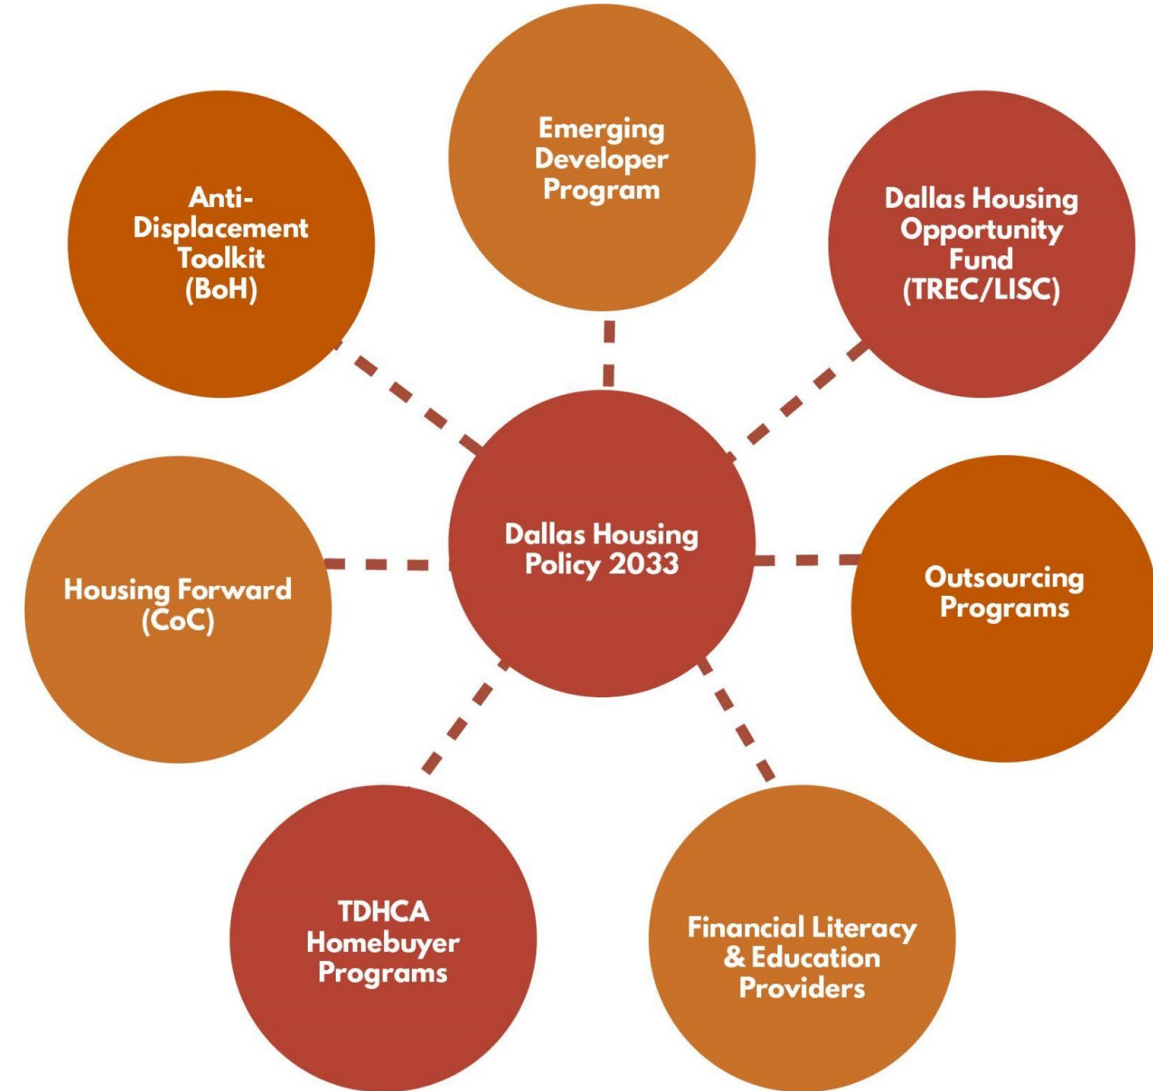 Emerging
Developer
Program
Anti-
Displacement
Toolkit
(BoH)
Dallas Housing
Opportunity
Fund
(TREC/LISC)
Dallas Housing
Policy 2033
Housing Forward
(CoC)
Outsourcing
Programs
TDHCA
Homebuyer
Programs
Financial Literacy
& Education
Providers